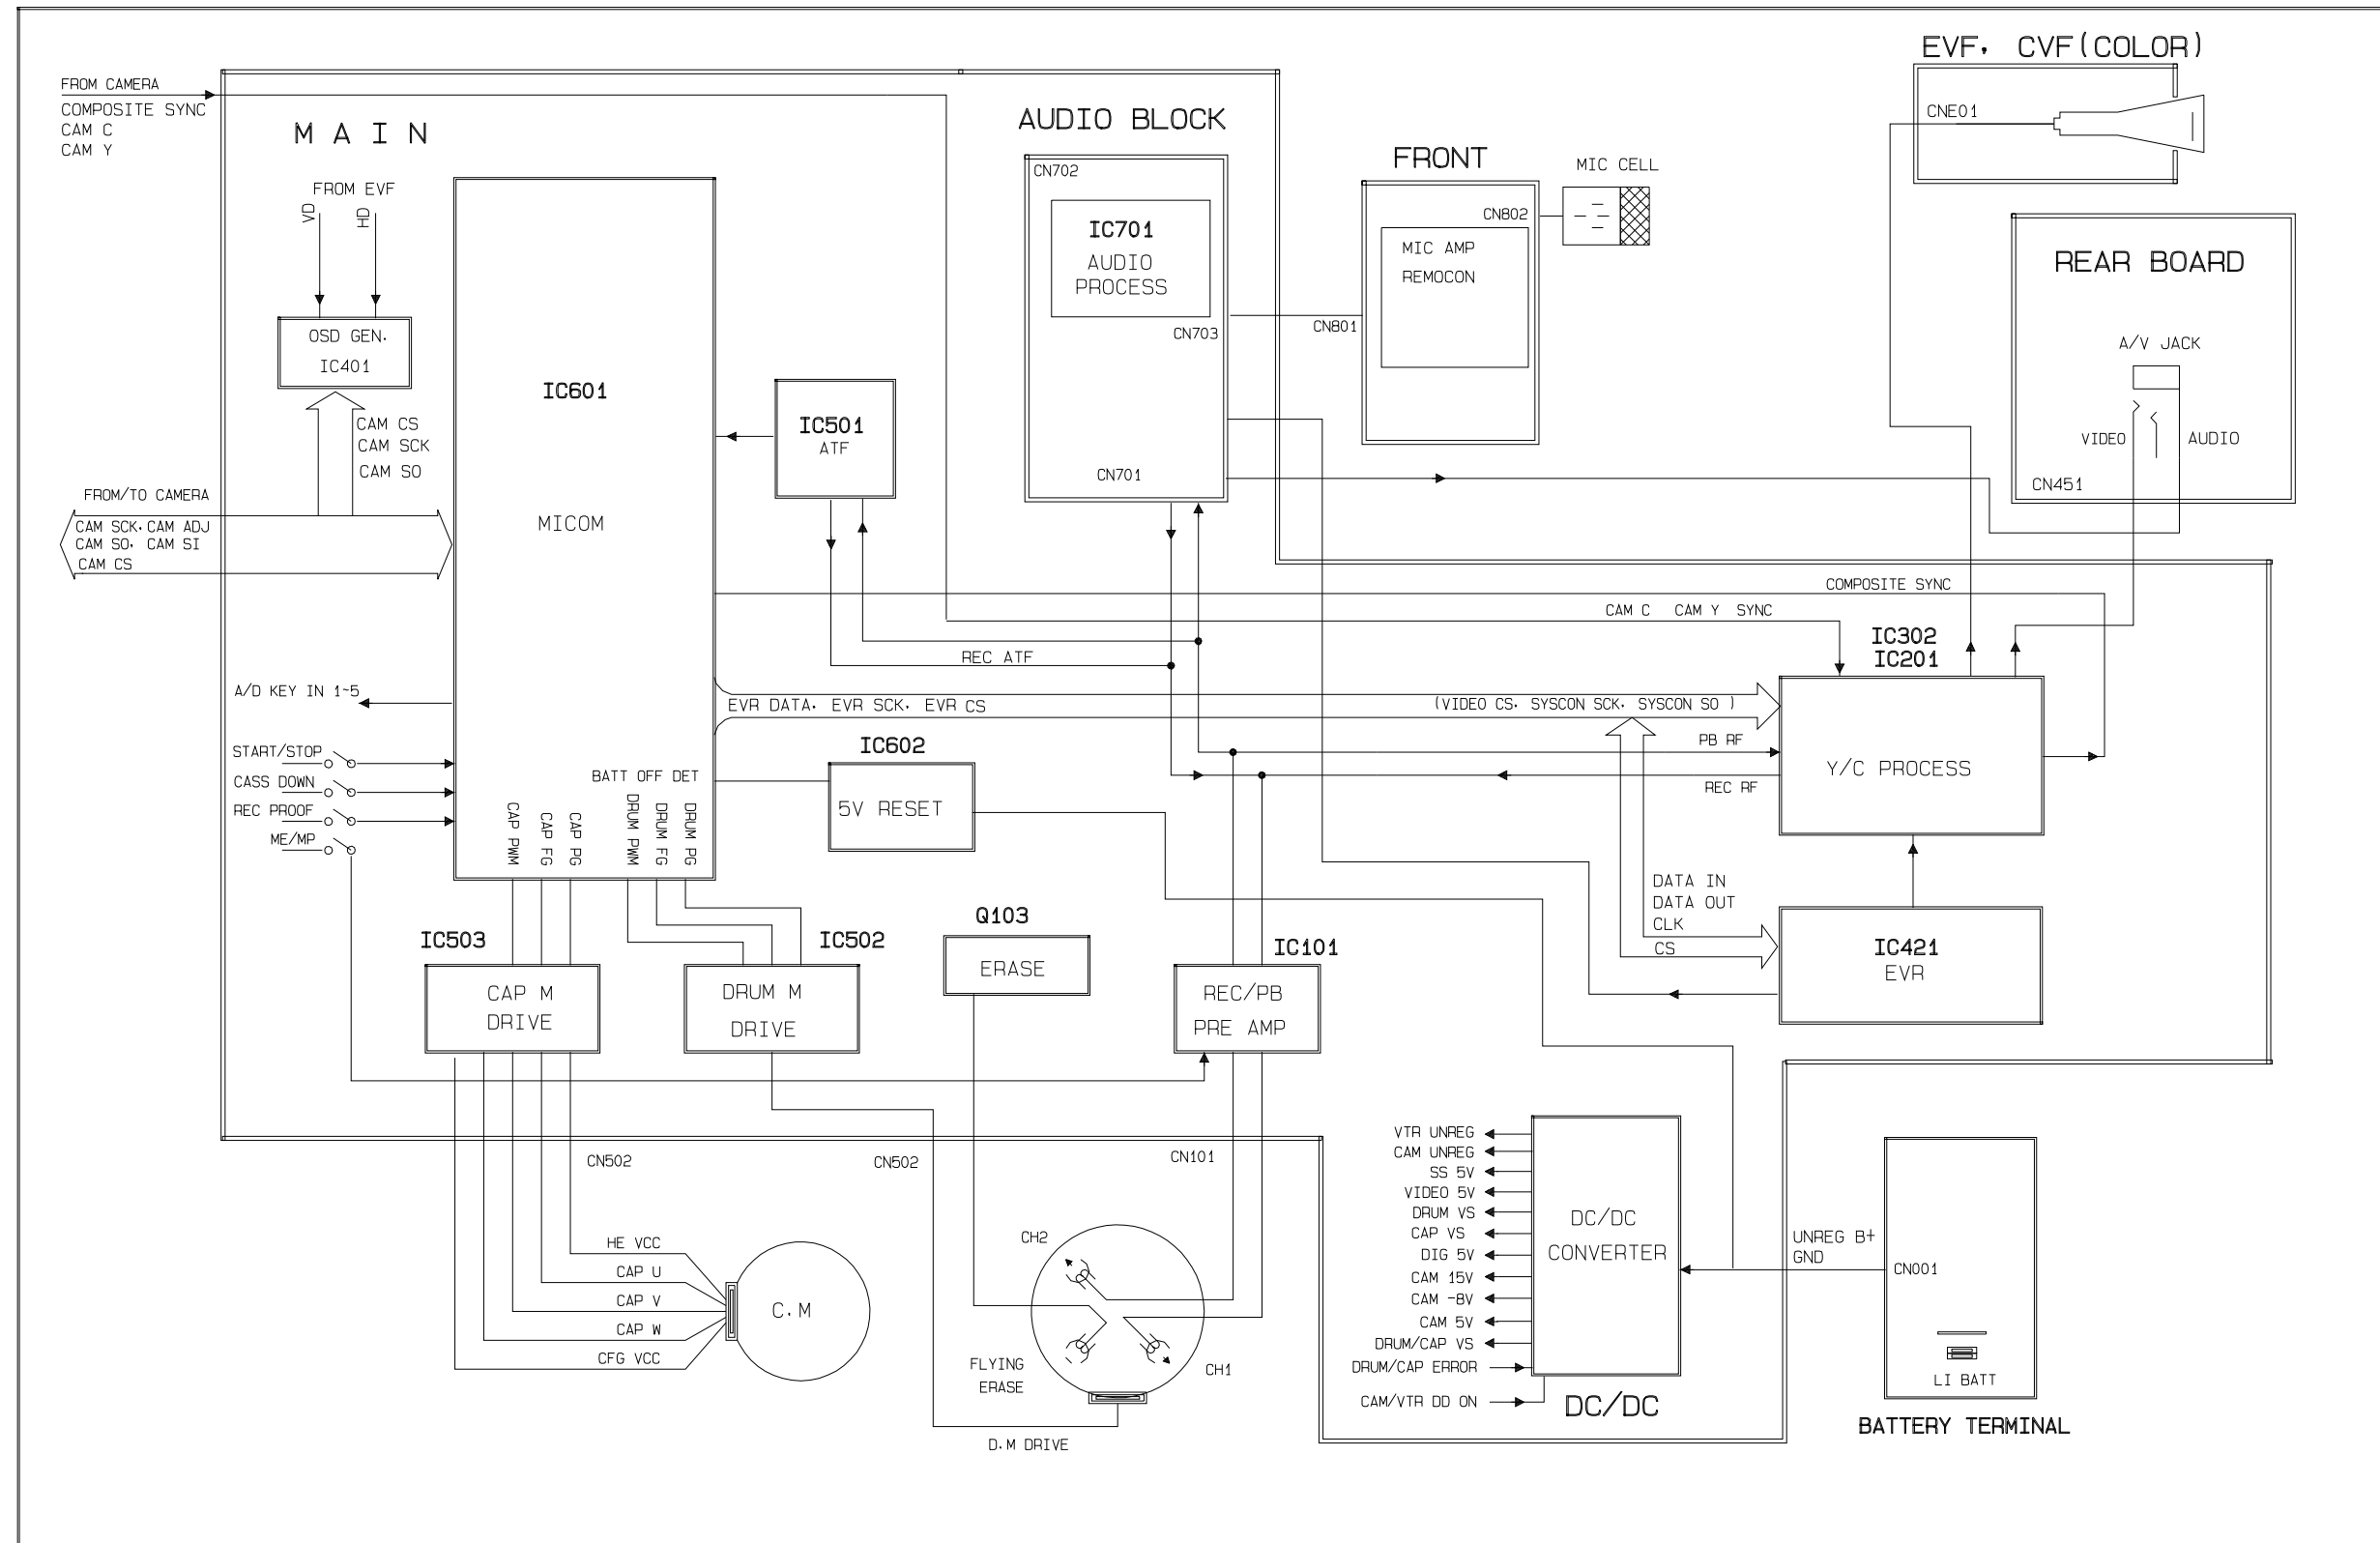 EVF. CVF(COLOR)
CNE01
FROM CAMERA
COMPOSITE SYNC
CAM C
CAM Y
MAIN
FROM EVF
VD
HD
OSD GEN.
IC401
CAM CS
CAM SCK
CAM SO
FROM/TO CAMERA
CAM SCK.CAM ADJ
CAM SO. CAM SI
CAM CS
IC601
MICOM
IC501
ATF
AUDIO BLOCK
CN702
IC701
AUDIO
PROCESS
CN703
CN701
FRONT
CN802
MIC AMP
REMOCON
CN801
MIC CELL
REAR BOARD
A/V JACK
VIDEO
AUDIO
CN451
COMPOSITE SYNC
CAM C CAM Y SYNC
REC ATF
IC302
IC201
Y/C PROCESS
A/D KEY IN 1~5
EVR DATA. EVR SCK. EVR CS
(VIDEO CS. SYSCON SCK. SYSCON SO )
PB RF
REC RF
START/STOP
CASS DOWN
REC PROOF
ME/MP
BATT OFF DET
CAP PWM
CAP FG
CAP PG
DRUM PWM
DRUM FG
DRUM PG
IC602
5V RESET
DATA IN
DATA OUT
CLK
CS
IC421
EVR
IC503
CAP M
DRIVE
IC502
DRUM M
DRIVE
Q103
ERASE
IC101
REC/PB
PRE AMP
CN502
CN502
CN101
HE VCC
CAP U
CAP V
CAP W
CFG VCC
C.M
CH2
CH1
FLYING
ERASE
D.M DRIVE
VTR UNREG
CAM UNREG
SS 5V
VIDEO 5V
DRUM VS
CAP VS
DIG 5V
CAM 15V
CAM -8V
CAM 5V
DRUM/CAP VS
DRUM/CAP ERROR
CAM/VTR DD ON
DC/DC
CONVERTER
DC/DC
UNREG B+
GND
CN001
LI BATT
BATTERY TERMINAL